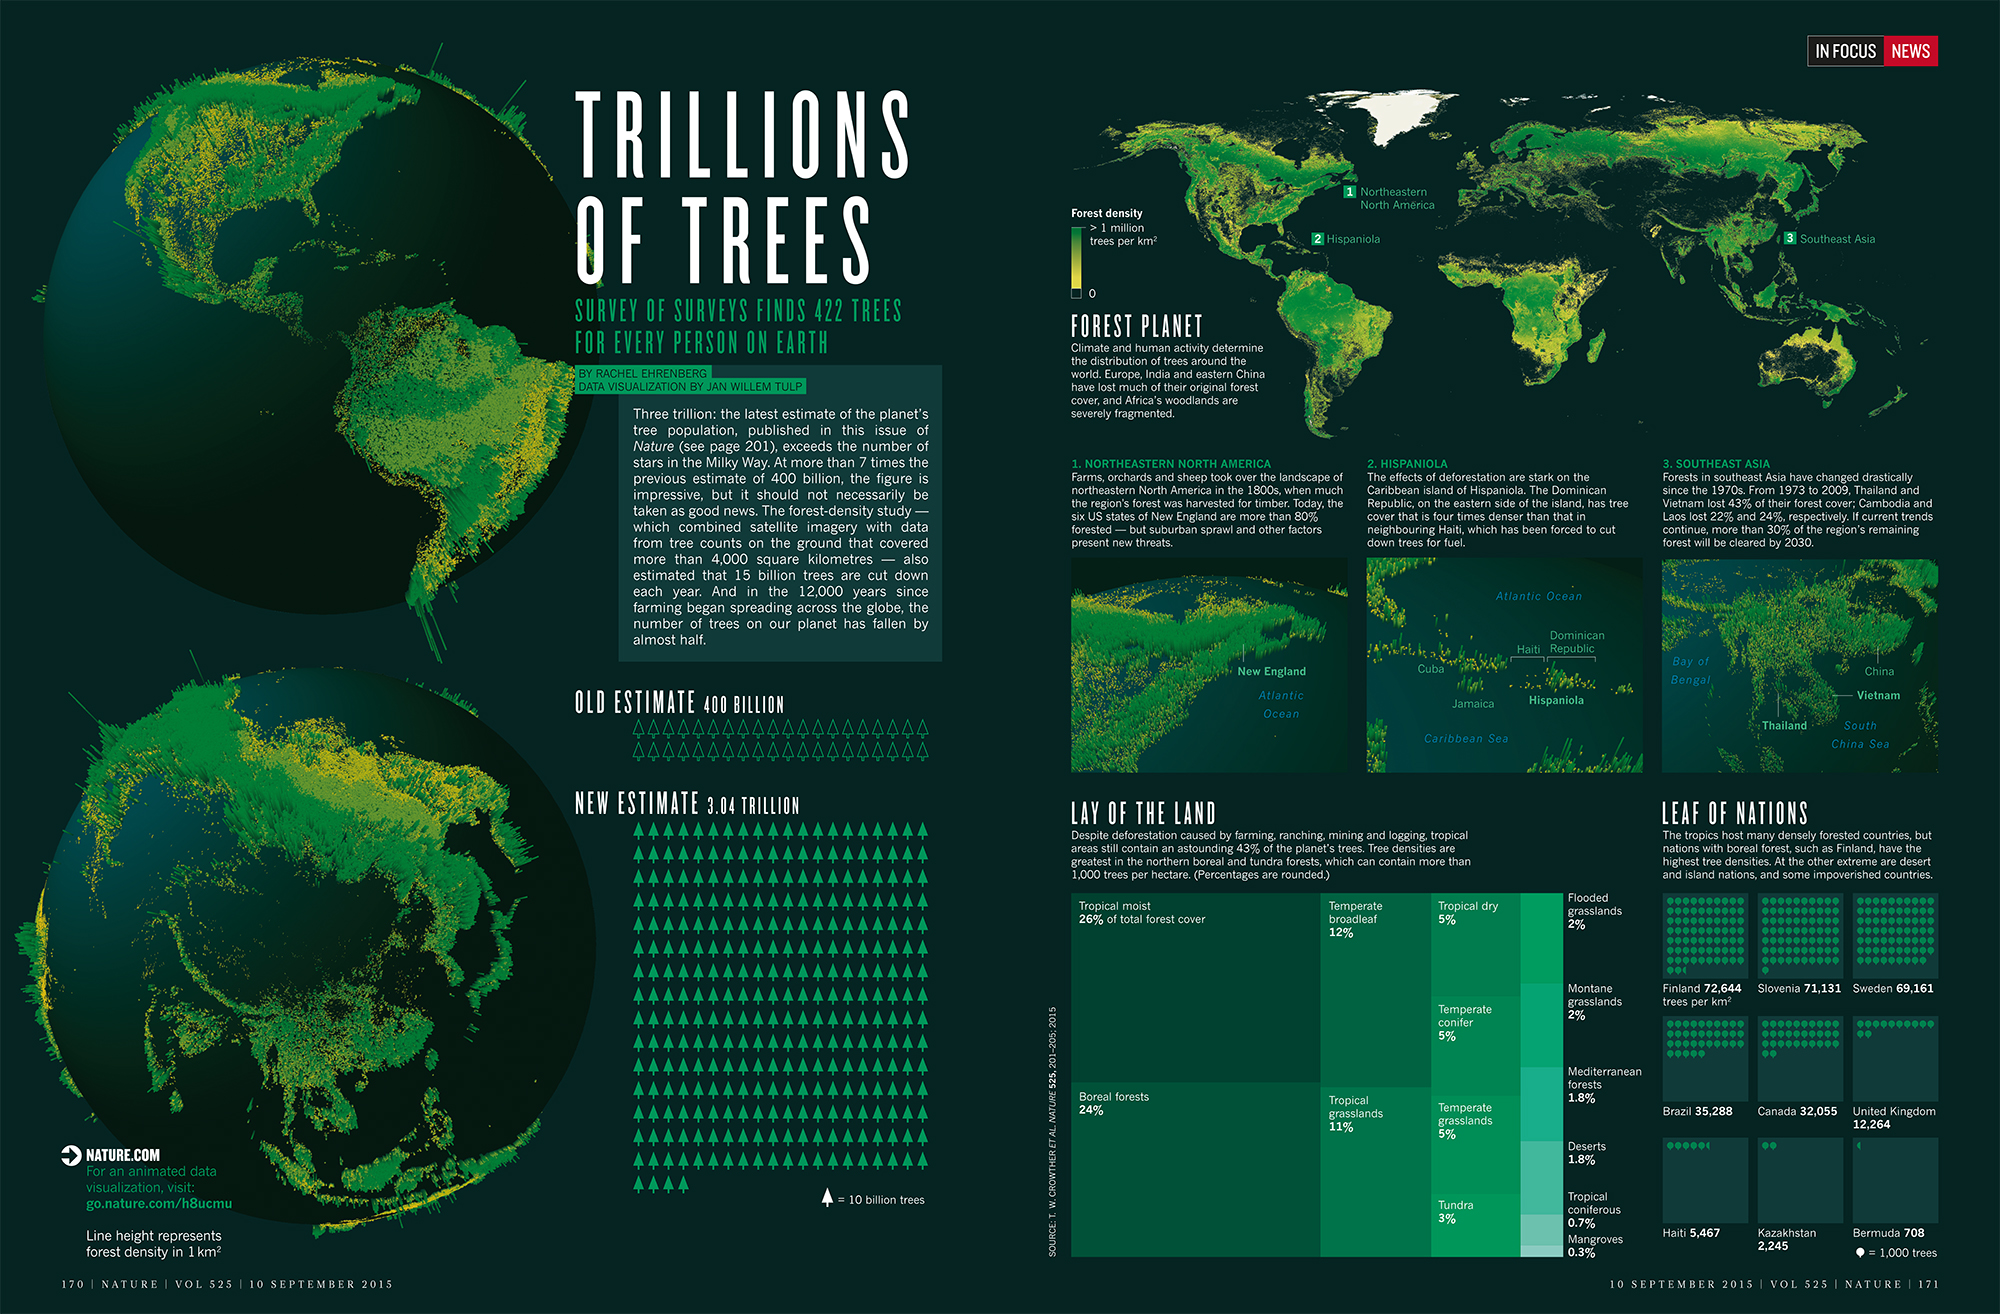 IN FOCUS NEWS
TRILLIONS
OF TREES
SURVEY OF SURVEYS FINDS 422 TREES
FOR EVERY PERSON ON EARTH
BY RACHEL EHRENBERG
DATA VISUALIZATION BY JAN WILLEM TULP
Three trillion: the latest estimate of the planet's
tree population, published in this issue of
Nature (see page 201), exceeds the number of
stars in the Milky Way. At more than 7 times the
previous estimate of 400 billion, the figure is
impressive, but it should not necessarily be
taken as good news. The forest-density study —
which combined satellite imagery with data
from tree counts on the ground that covered
more than 4,000 square kilometres — also
estimated that 15 billion trees are cut down
each year. And in the 12,000 years since
farming began spreading across the globe, the
number of trees on our planet has fallen by
almost half.
OLD ESTIMATE 400 BILLION
NEW ESTIMATE 3.04 TRILLION
= 10 billion trees
NATURE.COM
For an animated data
visualization, visit:
go.nature.com/h8ucmu
Line height represents
forest density in 1 km²
170 | NATURE | VOL 525 | 10 SEPTEMBER 2015
1 Northeastern
North America
2 Hispaniola
3 Southeast Asia
Forest density
> 1 million
trees per km²
0
FOREST PLANET
Climate and human activity determine
the distribution of trees around the
world. Europe, India and eastern China
have lost much of their original forest
cover, and Africa's woodlands are
severely fragmented.
1. NORTHEASTERN NORTH AMERICA
Farms, orchards and sheep took over the landscape of
northeastern North America in the 1800s, when much
the region's forest was harvested for timber. Today, the
six US states of New England are more than 80%
forested — but suburban sprawl and other factors
present new threats.
New England
Atlantic
Ocean
2. HISPANIOLA
The effects of deforestation are stark on the
Caribbean island of Hispaniola. The Dominican
Republic, on the eastern side of the island, has tree
cover that is four times denser than that in
neighbouring Haiti, which has been forced to cut
down trees for fuel.
Atlantic Ocean
Dominican
Republic
Haiti
Cuba
Hispaniola
Jamaica
Caribbean Sea
3. SOUTHEAST ASIA
Forests in southeast Asia have changed drastically
since the 1970s. From 1973 to 2009, Thailand and
Vietnam lost 43% of their forest cover; Cambodia and
Laos lost 22% and 24%, respectively. If current trends
continue, more than 30% of the region's remaining
forest will be cleared by 2030.
Bay of
Bengal
China
Vietnam
Thailand
South
China Sea
LAY OF THE LAND
Despite deforestation caused by farming, ranching, mining and logging, tropical
areas still contain an astounding 43% of the planet's trees. Tree densities are
greatest in the northern boreal and tundra forests, which can contain more than
1,000 trees per hectare. (Percentages are rounded.)
Tropical moist
26% of total forest cover
Boreal forests
24%
Temperate
broadleaf
12%
Tropical
grasslands
11%
Tropical dry
5%
Temperate
conifer
5%
Temperate
grasslands
5%
Tundra
3%
Flooded
grasslands
2%
Montane
grasslands
2%
Mediterranean
forests
1.8%
Deserts
1.8%
Tropical
coniferous
0.7%
Mangroves
0.3%
SOURCE: T. W. CROWTHER ET AL. NATURE 525, 201–205; 2015
LEAF OF NATIONS
The tropics host many densely forested countries, but
nations with boreal forest, such as Finland, have the
highest tree densities. At the other extreme are desert
and island nations, and some impoverished countries.
Finland 72,644
trees per km²
Slovenia 71,131
Sweden 69,161
Brazil 35,288
Canada 32,055
United Kingdom
12,264
Haiti 5,467
Kazakhstan
2,245
Bermuda 708
= 1,000 trees
10 SEPTEMBER 2015 | VOL 525 | NATURE | 171